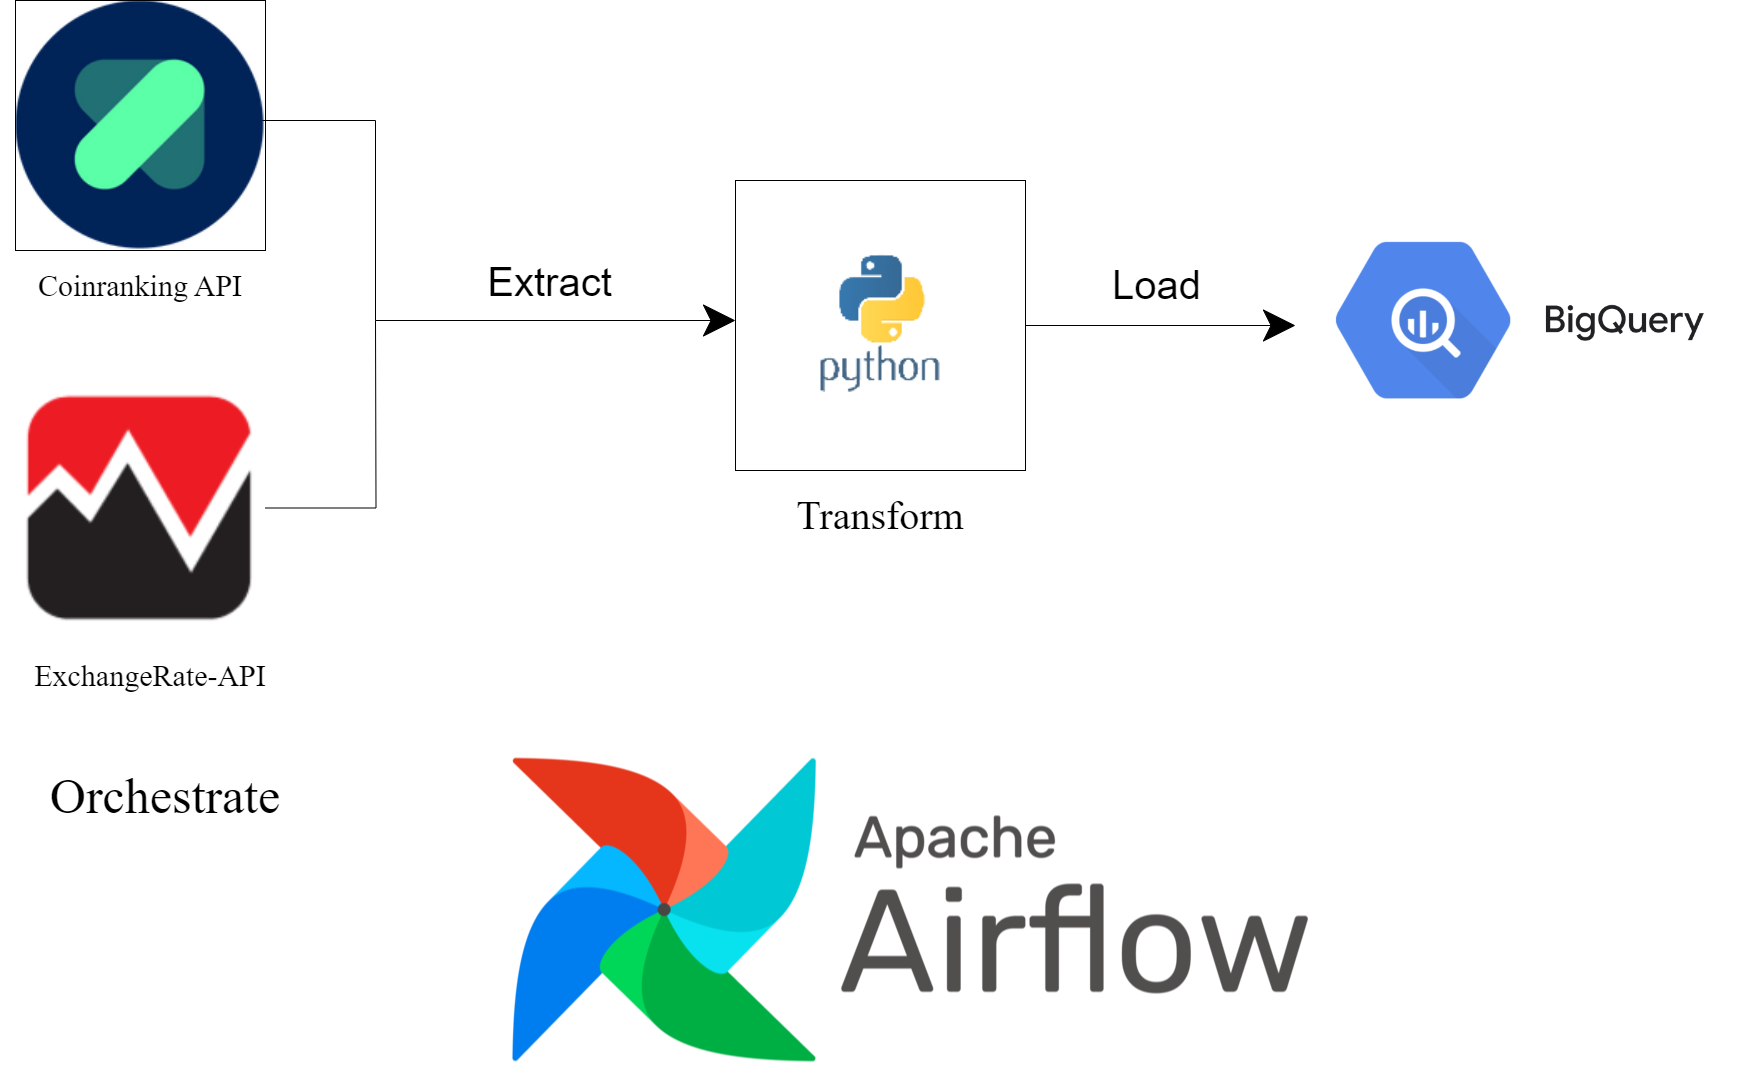 Coinranking API
Extract
python
Transform
Load
BigQuery
ExchangeRate-API
Orchestrate
Apache
Airflow